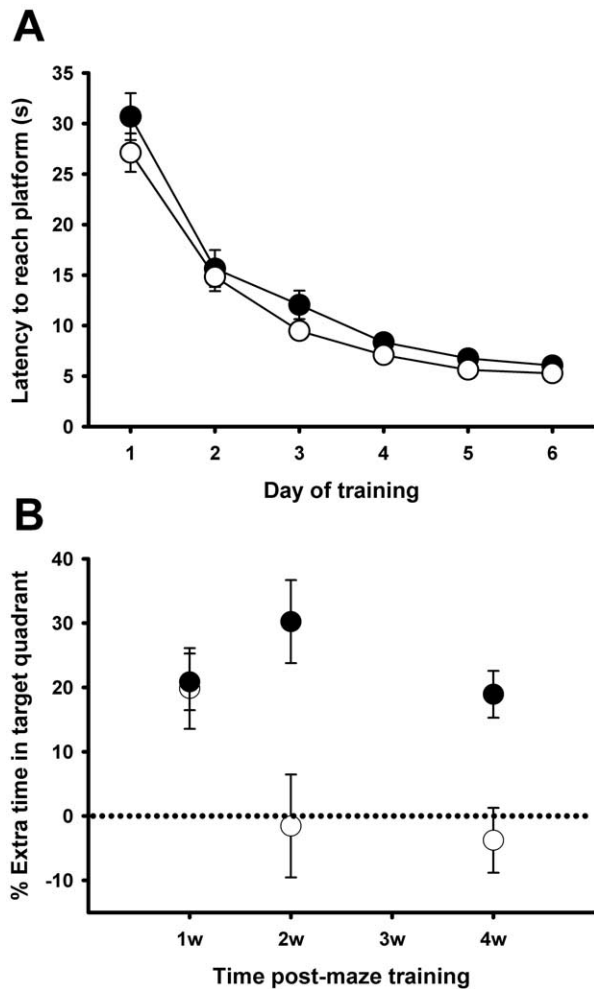 A
Latency to reach platform (s)
35
30
25
20
15
10
5
0
1 2 3 4 5 6
Day of training
B
% Extra time in target quadrant
40
30
20
10
0
-10
1w 2w 3w 4w
Time post-maze training